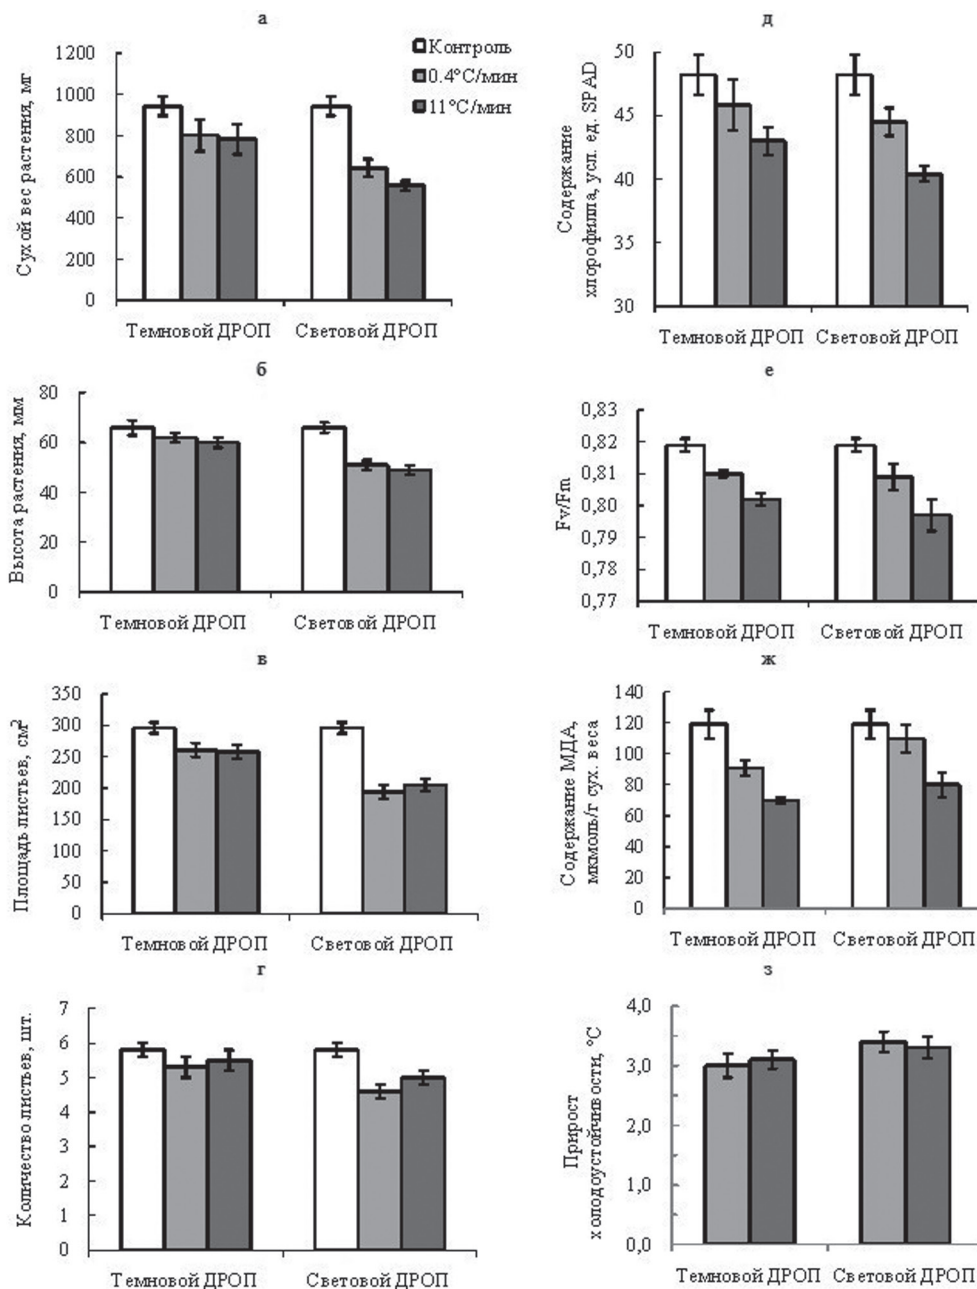 а
Сухой вес растения, мг
1200
1000
800
600
400
200
0
Контроль
0.4°С/мин
11°С/мин
Темновой ДРОП
Световой ДРОП
б
Высота растения, мм
80
60
40
20
0
Темновой ДРОП
Световой ДРОП
в
Площадь листьев, см²
350
300
250
200
150
100
50
0
Темновой ДРОП
Световой ДРОП
г
Количество листьев, шт.
7
6
5
4
3
2
1
0
Темновой ДРОП
Световой ДРОП
д
Содержание
хлорофилла, усл. ед. SPAD
50
45
40
35
30
Темновой ДРОП
Световой ДРОП
е
Fv/Fm
0,83
0,82
0,81
0,80
0,79
0,78
0,77
Темновой ДРОП
Световой ДРОП
ж
Содержание МДА,
мкмоль/г сух. веса
140
120
100
80
60
40
20
0
Темновой ДРОП
Световой ДРОП
з
Прирост
холодоустойчивости, °С
4,0
3,0
2,0
1,0
0,0
Темновой ДРОП
Световой ДРОП